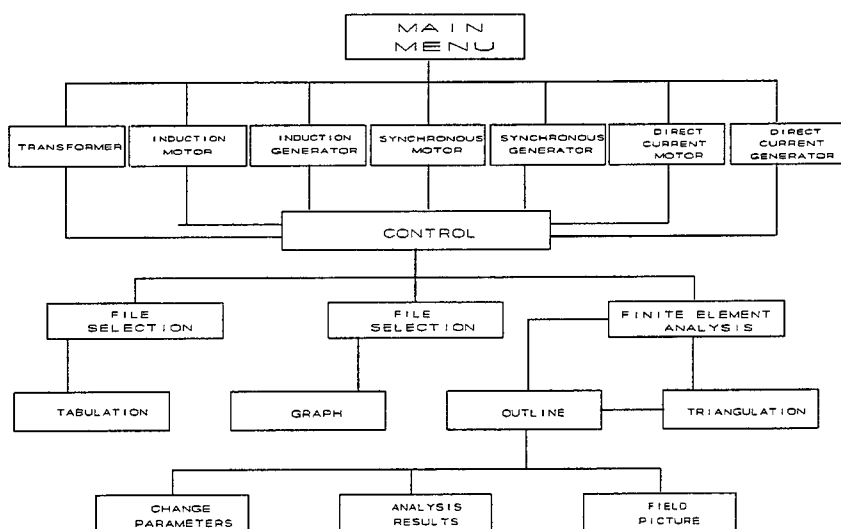 MAIN
MENU
TRANSFORMER
INDUCTION
MOTOR
INDUCTION
GENERATOR
SYNCHRONOUS
MOTOR
SYNCHRONOUS
GENERATOR
DIRECT
CURRENT
MOTOR
DIRECT
CURRENT
GENERATOR
CONTROL
FILE
SELECTION
FILE
SELECTION
FINITE ELEMENT
ANALYSIS
TABULATION
GRAPH
OUTLINE
TRIANGULATION
CHANGE
PARAMETERS
ANALYSIS
RESULTS
FIELD
PICTURE